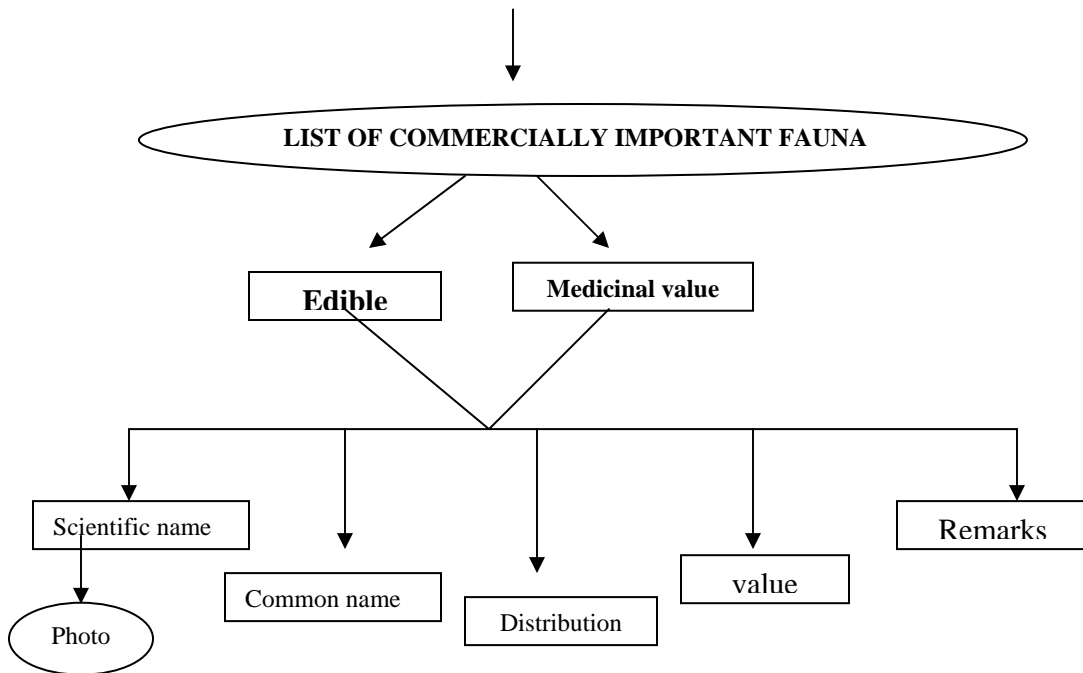 LIST OF COMMERCIALLY IMPORTANT FAUNA
Edible
Medicinal value
Scientific name
Common name
Distribution
value
Remarks
Photo